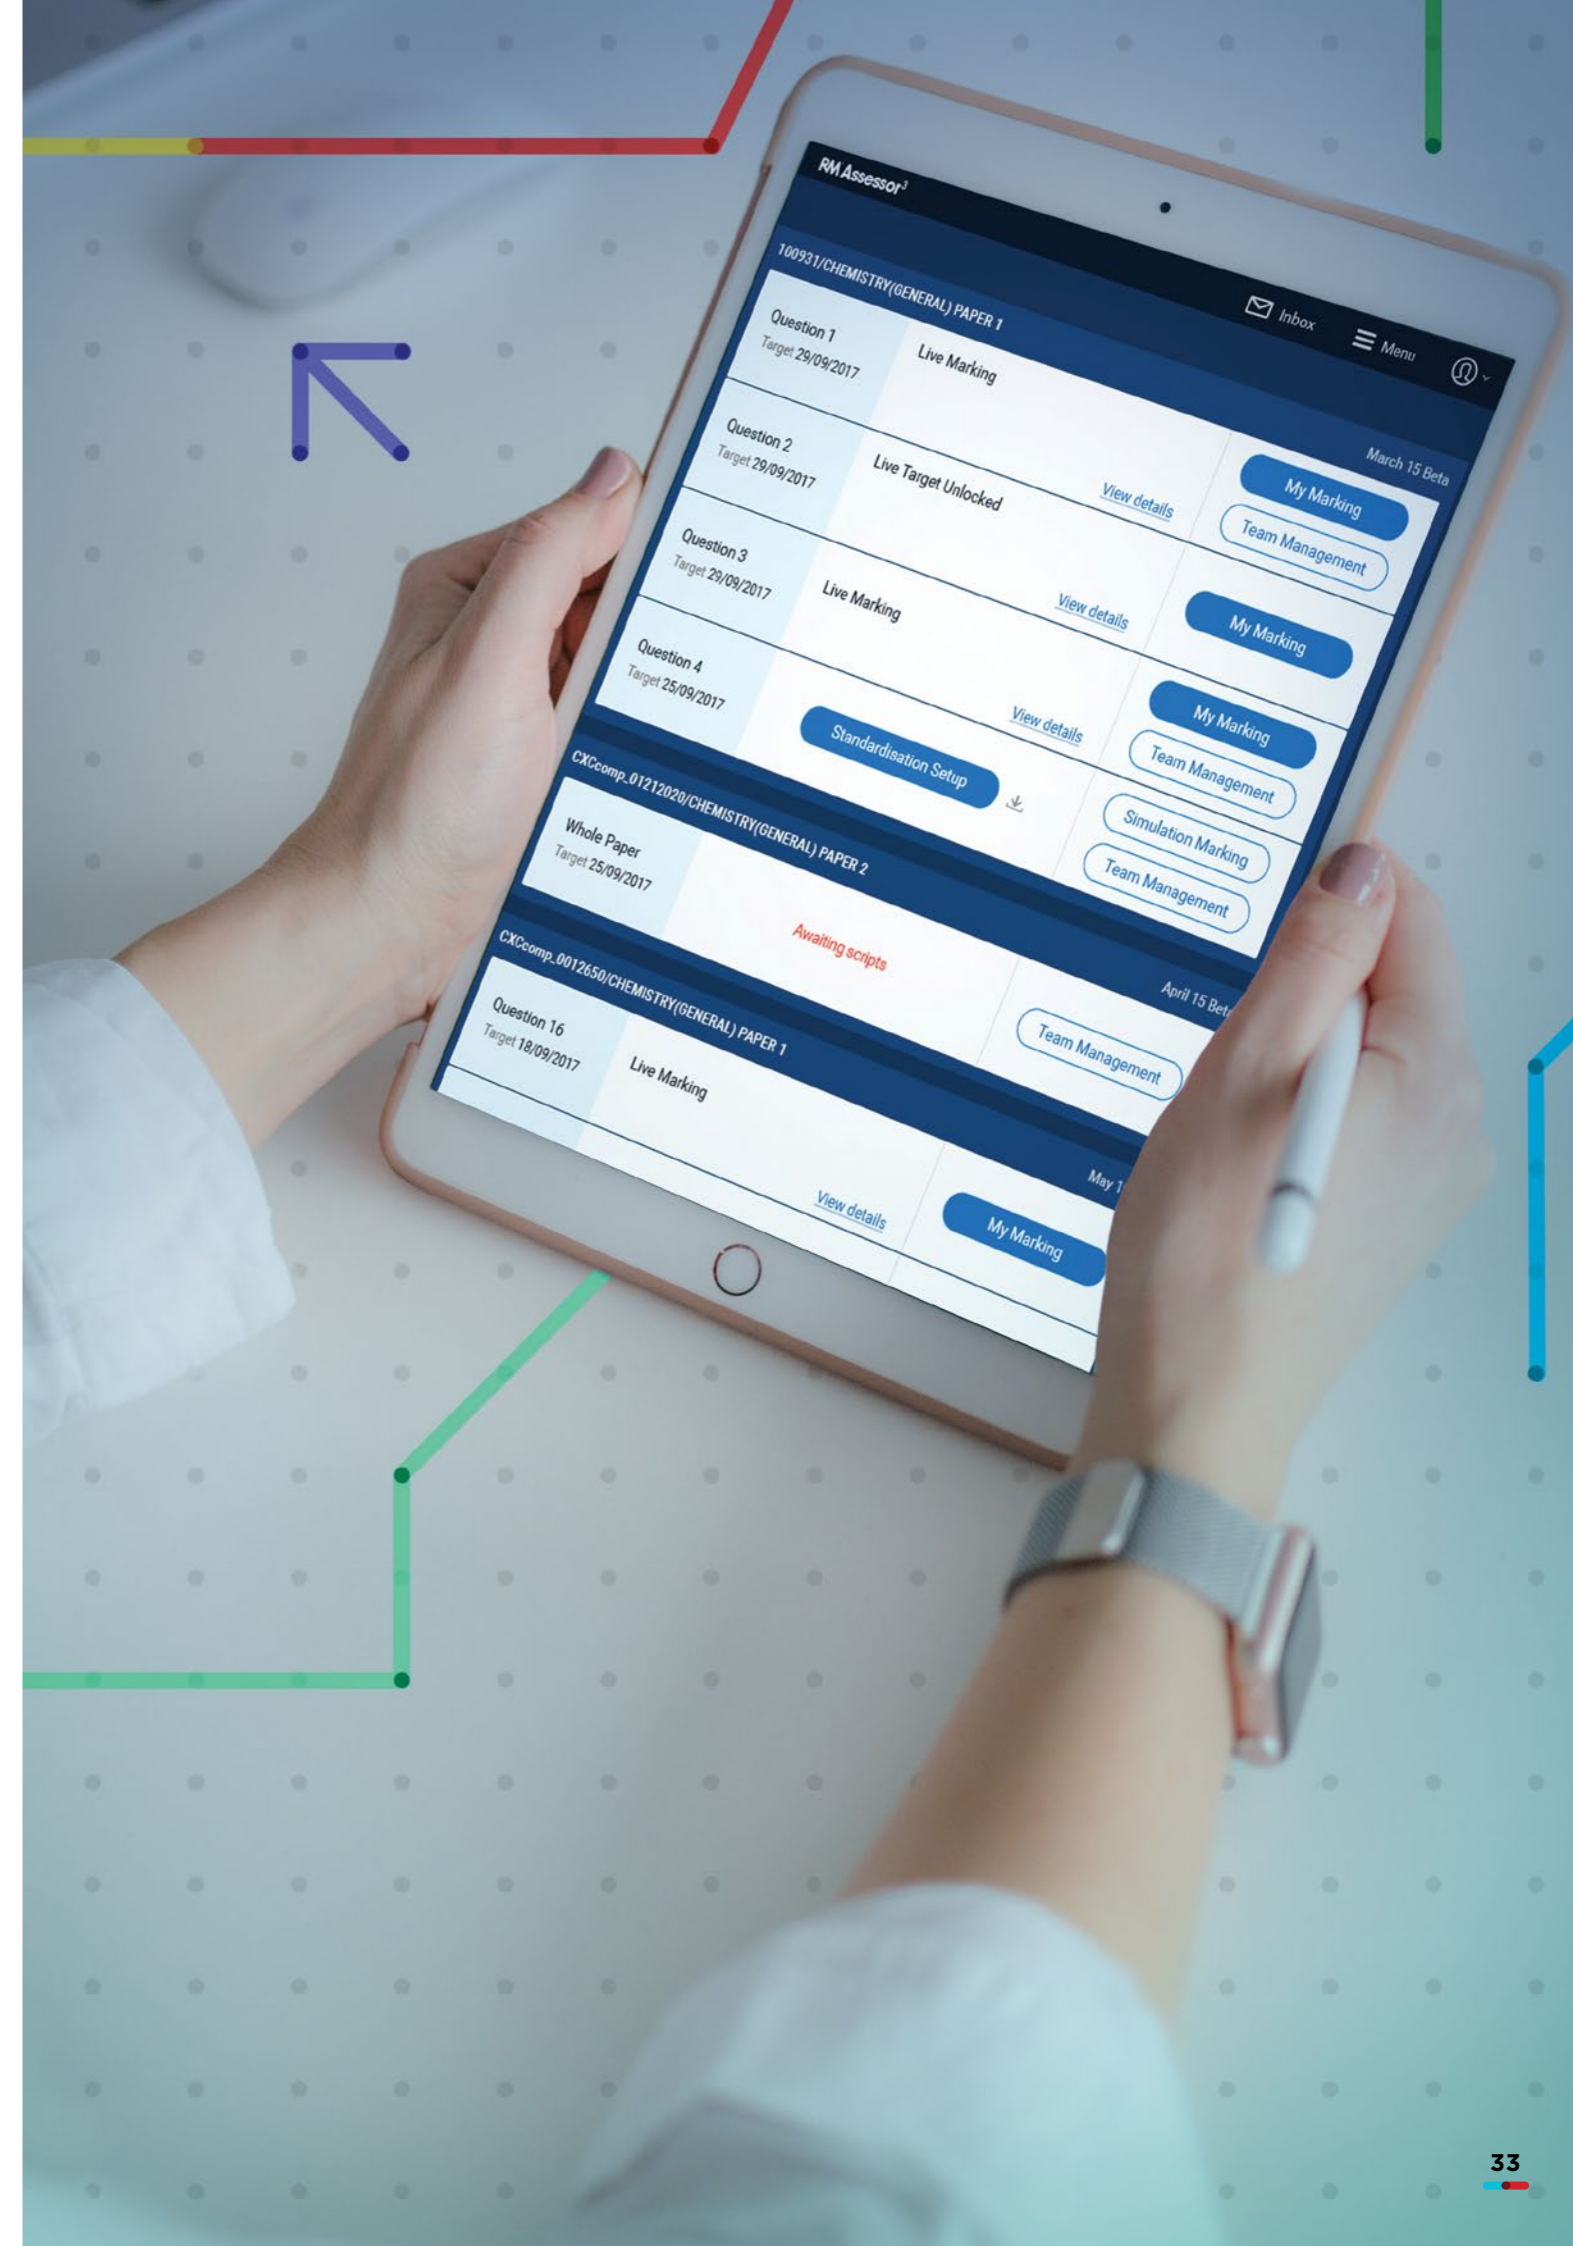 RM Assessor³
Inbox
Menu
100931/CHEMISTRY(GENERAL) PAPER 1
March 15 Beta
Question 1
Target 29/09/2017
Live Marking
View details
My Marking
Team Management
Question 2
Target 29/09/2017
Live Target Unlocked
View details
My Marking
Question 3
Target 29/09/2017
Live Marking
View details
My Marking
Team Management
Question 4
Target 25/09/2017
Standardisation Setup
Simulation Marking
Team Management
CXCcomp_01212020/CHEMISTRY(GENERAL) PAPER 2
April 15 Beta
Whole Paper
Target 25/09/2017
Awaiting scripts
Team Management
CXCcomp_0012650/CHEMISTRY(GENERAL) PAPER 1
May 1
Question 16
Target 18/09/2017
Live Marking
View details
My Marking
33